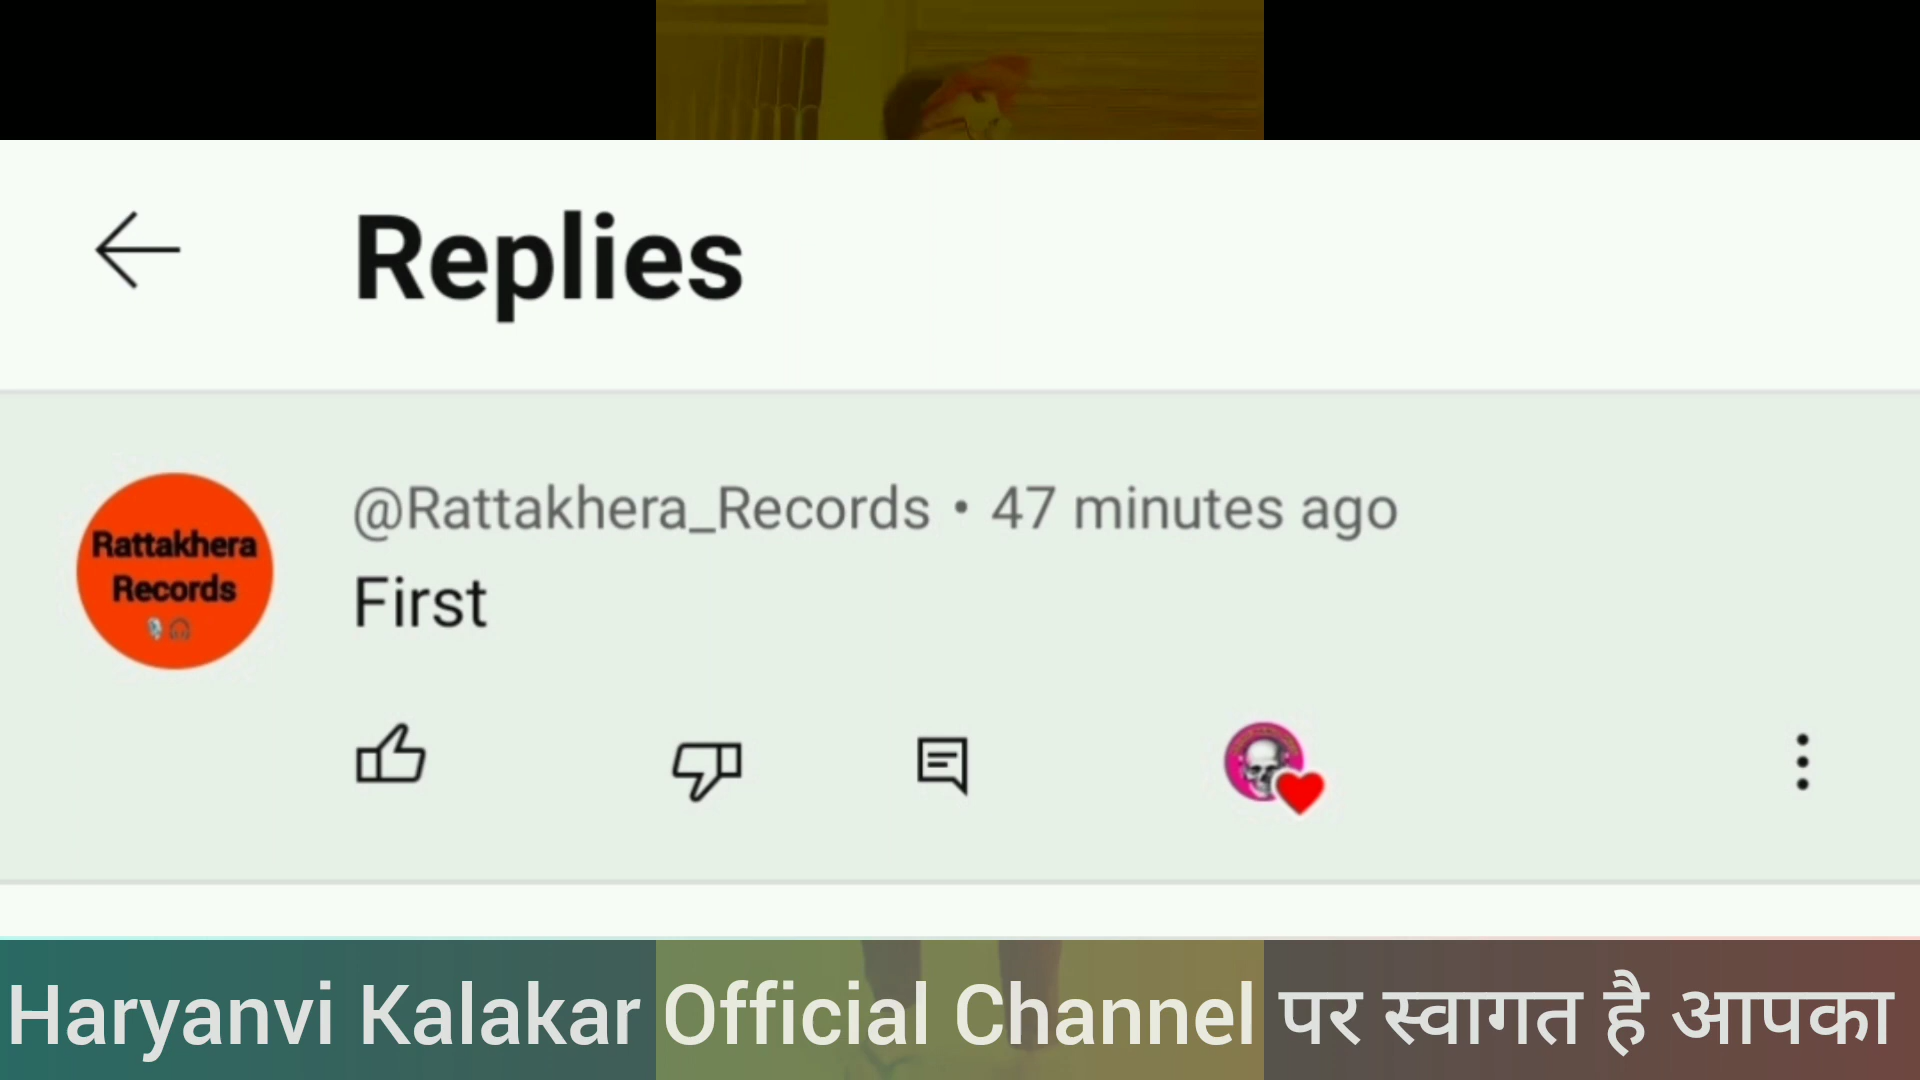 Replies
Rattakhera
Records
@Rattakhera_Records • 47 minutes ago
First
Haryanvi Kalakar Official Channel पर स्वागत है आपका